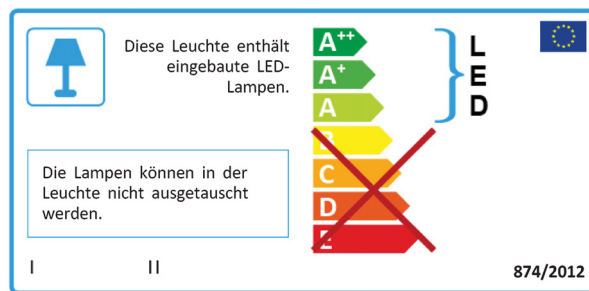 Diese Leuchte enthält
eingebaute LED-
Lampen.
A++
A+
A
B
C
D
E
L
E
D
Die Lampen können in der
Leuchte nicht ausgetauscht
werden.
I II
874/2012